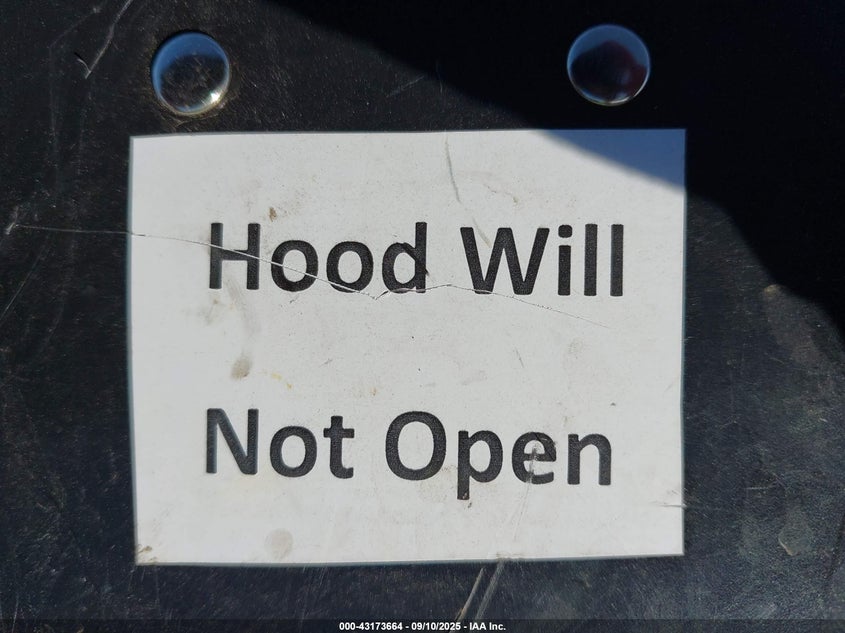 Hood Will
Not Open
000-43173664 - 09/10/2025 - IAA Inc.